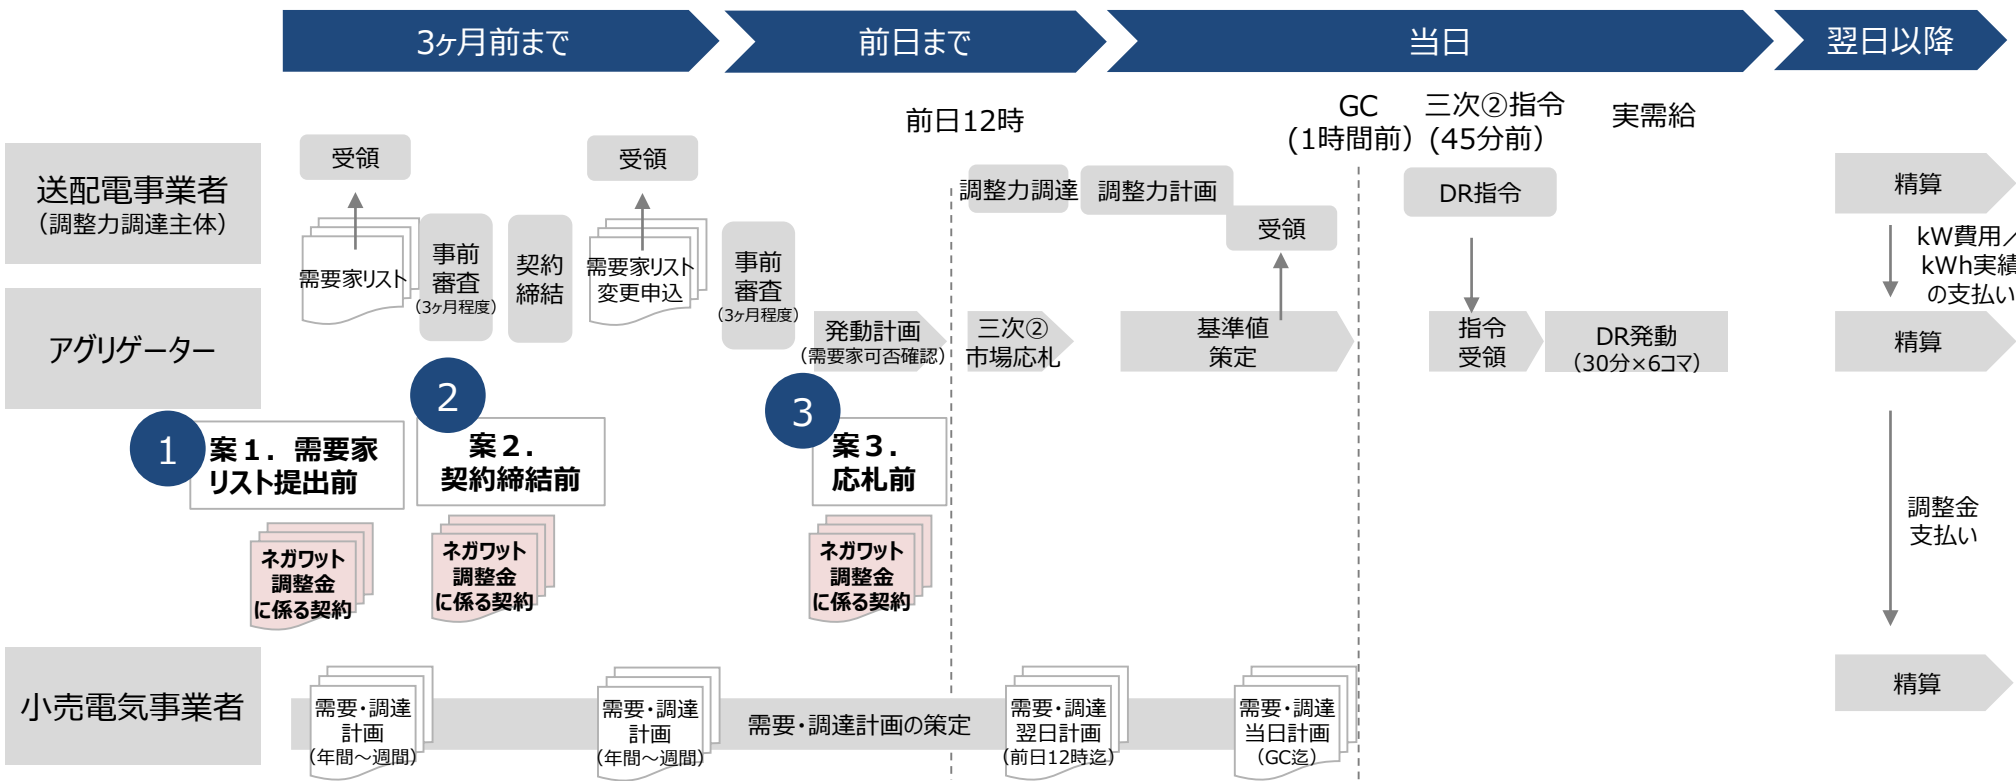 3ヶ月前まで
前日まで
当日
翌日以降
前日12時
GC
(1時間前)
三次②指令
(45分前)
実需給
送配電事業者
（調整力調達主体）
受領
需要家リスト
事前
審査
（3ヶ月程度）
契約
締結
受領
需要家リスト
変更申込
事前
審査
（3ヶ月程度）
調整力調達
調整力計画
受領
DR指令
精算
kW費用／
kWh実績
の支払い
アグリゲーター
発動計画
（需要家可否確認）
三次②
市場応札
基準値
策定
指令
受領
DR発動
（30分×6コマ）
精算
1
案１．需要家
リスト提出前
2
案２．
契約締結前
3
案３．
応札前
ネガワット
調整金
に係る契約
ネガワット
調整金
に係る契約
ネガワット
調整金
に係る契約
調整金
支払い
小売電気事業者
需要・調達
計画
（年間～週間）
需要・調達
計画
（年間～週間）
需要・調達計画の策定
需要・調達
翌日計画
（前日12時迄）
需要・調達
当日計画
（GC迄）
精算